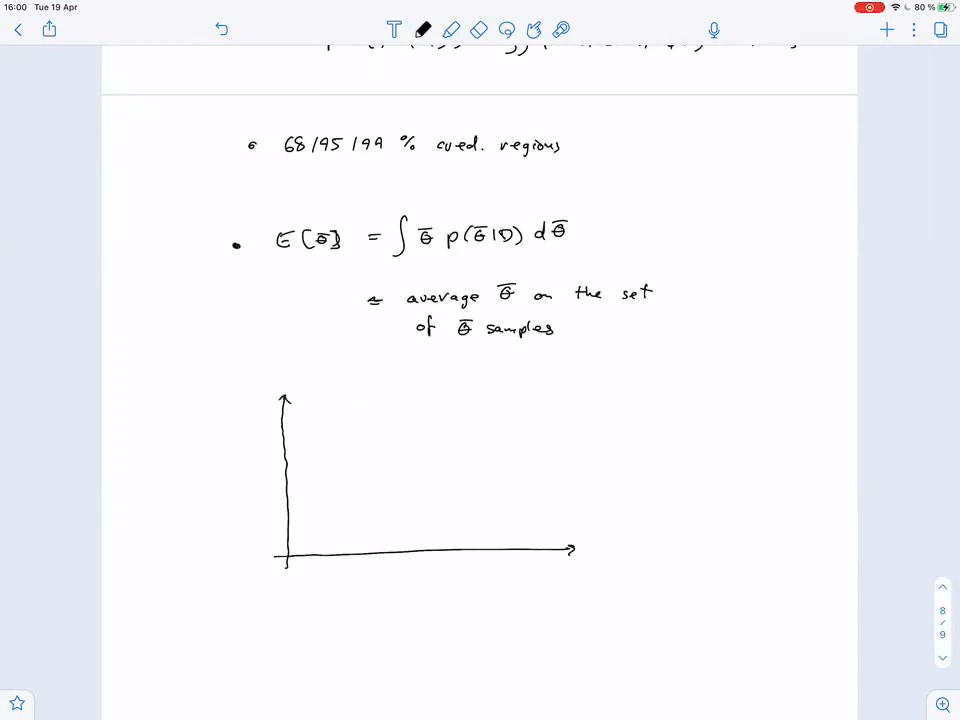 16:00 Tue 19 Apr
80 %
T
• 68/95/99 % cred. regions
• E[θ̄] = ∫ θ̄ p(θ̄|D) dθ̄
≈ average θ̄ on the set
of θ̄ samples
8
/
9